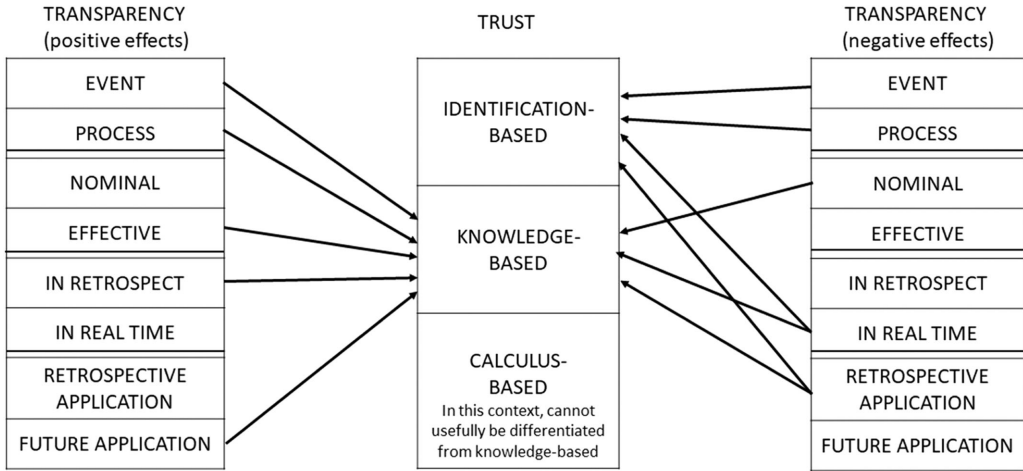 TRANSPARENCY
(positive effects)
EVENT
PROCESS
NOMINAL
EFFECTIVE
IN RETROSPECT
IN REAL TIME
RETROSPECTIVE
APPLICATION
FUTURE APPLICATION
TRUST
IDENTIFICATION-
BASED
KNOWLEDGE-
BASED
CALCULUS-
BASED
In this context, cannot
usefully be differentiated
from knowledge-based
TRANSPARENCY
(negative effects)
EVENT
PROCESS
NOMINAL
EFFECTIVE
IN RETROSPECT
IN REAL TIME
RETROSPECTIVE
APPLICATION
FUTURE APPLICATION